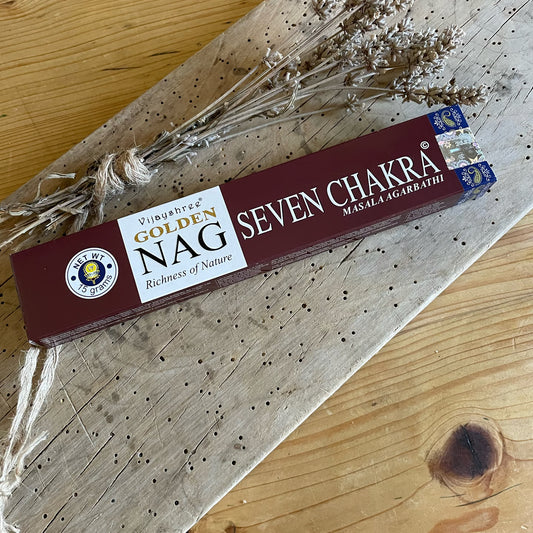 NET WT
15 grams
Vijayshree®
GOLDEN
NAG
Richness of Nature
SEVEN CHAKRA©
MASALA AGARBATHI